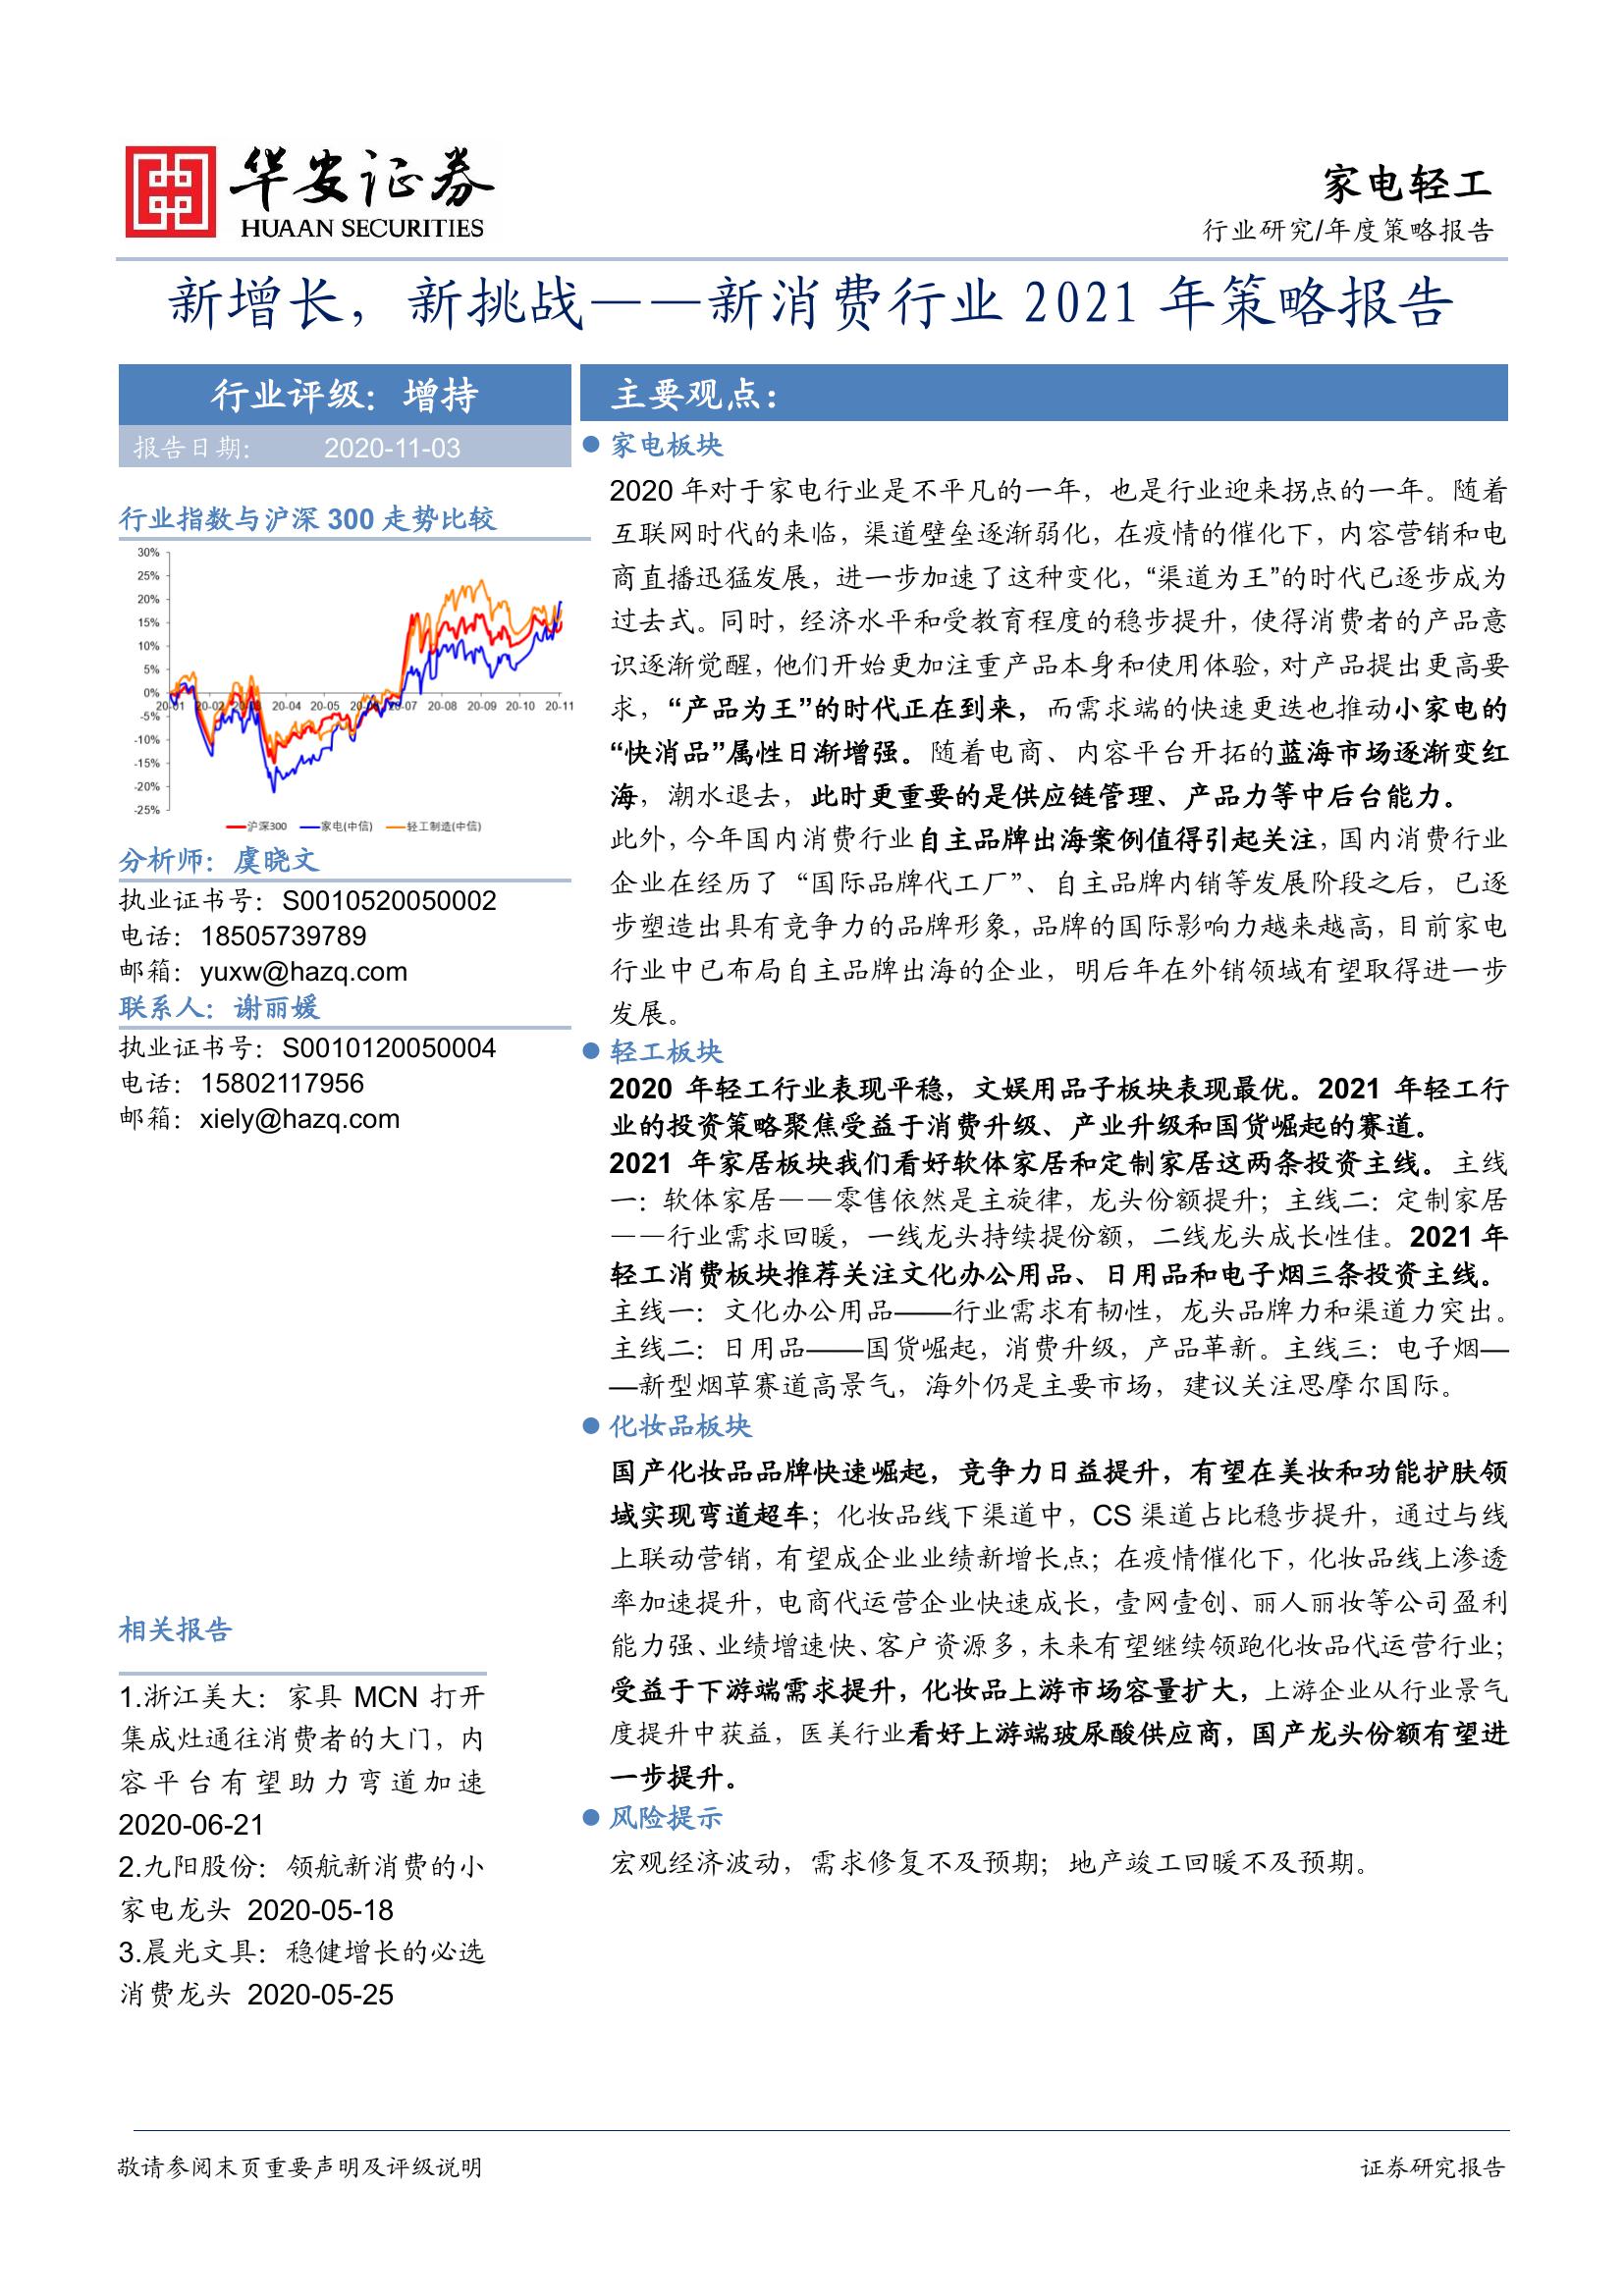 华安证券
HUAAN SECURITIES
家电轻工
行业研究/年度策略报告
新增长，新挑战——新消费行业 2021 年策略报告
行业评级：增持
报告日期： 2020-11-03
行业指数与沪深 300 走势比较
30%
25%
20%
15%
10%
5%
0%
-5%
-10%
-15%
-20%
-25%
20-01 20-02 20-03 20-04 20-05 20-06 20-07 20-08 20-09 20-10 20-11
沪深300 家电(中信) 轻工制造(中信)
分析师：虞晓文
执业证书号：S0010520050002
电话：18505739789
邮箱：yuxw@hazq.com
联系人：谢丽媛
执业证书号：S0010120050004
电话：15802117956
邮箱：xiely@hazq.com
相关报告
1.浙江美大：家具 MCN 打开
集成灶通往消费者的大门，内
容平台有望助力弯道加速
2020-06-21
2.九阳股份：领航新消费的小
家电龙头 2020-05-18
3.晨光文具：稳健增长的必选
消费龙头 2020-05-25
主要观点：
家电板块
2020 年对于家电行业是不平凡的一年，也是行业迎来拐点的一年。随着
互联网时代的来临，渠道壁垒逐渐弱化，在疫情的催化下，内容营销和电
商直播迅猛发展，进一步加速了这种变化，“渠道为王”的时代已逐步成为
过去式。同时，经济水平和受教育程度的稳步提升，使得消费者的产品意
识逐渐觉醒，他们开始更加注重产品本身和使用体验，对产品提出更高要
求，“产品为王”的时代正在到来，而需求端的快速更迭也推动小家电的
“快消品”属性日渐增强。随着电商、内容平台开拓的蓝海市场逐渐变红
海，潮水退去，此时更重要的是供应链管理、产品力等中后台能力。
此外，今年国内消费行业自主品牌出海案例值得引起关注，国内消费行业
企业在经历了“国际品牌代工厂”、自主品牌内销等发展阶段之后，已逐
步塑造出具有竞争力的品牌形象，品牌的国际影响力越来越高，目前家电
行业中已布局自主品牌出海的企业，明后年在外销领域有望取得进一步
发展。
轻工板块
2020 年轻工行业表现平稳，文娱用品子板块表现最优。2021 年轻工行
业的投资策略聚焦受益于消费升级、产业升级和国货崛起的赛道。
2021 年家居板块我们看好软体家居和定制家居这两条投资主线。主线
一：软体家居——零售依然是主旋律，龙头份额提升；主线二：定制家居
——行业需求回暖，一线龙头持续提份额，二线龙头成长性佳。2021 年
轻工消费板块推荐关注文化办公用品、日用品和电子烟三条投资主线。
主线一：文化办公用品——行业需求有韧性，龙头品牌力和渠道力突出。
主线二：日用品——国货崛起，消费升级，产品革新。主线三：电子烟—
—新型烟草赛道高景气，海外仍是主要市场，建议关注思摩尔国际。
化妆品板块
国产化妆品品牌快速崛起，竞争力日益提升，有望在美妆和功能护肤领
域实现弯道超车；化妆品线下渠道中，CS 渠道占比稳步提升，通过与线
上联动营销，有望成企业业绩新增长点；在疫情催化下，化妆品线上渗透
率加速提升，电商代运营企业快速成长，壹网壹创、丽人丽妆等公司盈利
能力强、业绩增速快、客户资源多，未来有望继续领跑化妆品代运营行业；
受益于下游端需求提升，化妆品上游市场容量扩大，上游企业从行业景气
度提升中获益，医美行业看好上游端玻尿酸供应商，国产龙头份额有望进
一步提升。
风险提示
宏观经济波动，需求修复不及预期；地产竣工回暖不及预期。
敬请参阅末页重要声明及评级说明
证券研究报告